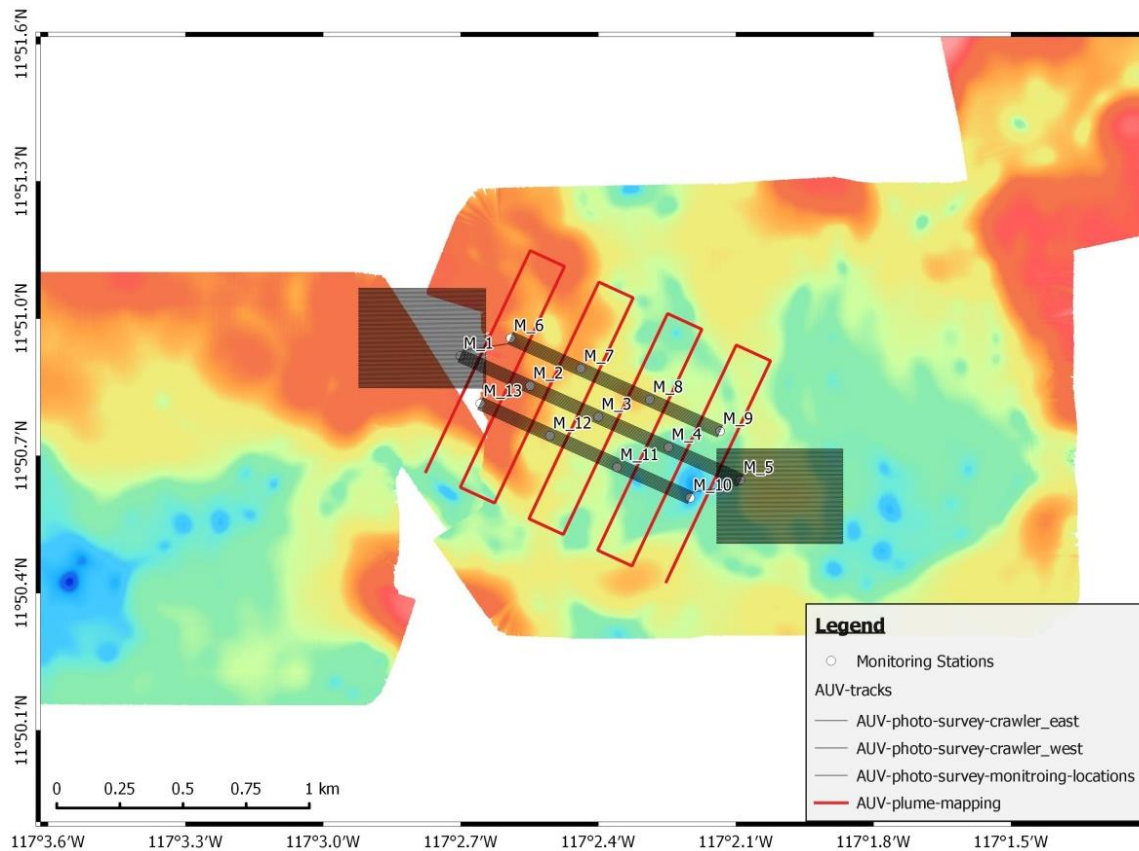 11°51.6'N
11°51.3'N
11°51.0'N
11°50.7'N
11°50.4'N
11°50.1'N
M_6
M_1
M_7
M_2
M_13
M_8
M_3
M_12
M_9
M_4
M_11
M_5
M_10
Legend
Monitoring Stations
AUV-tracks
AUV-photo-survey-crawler_east
AUV-photo-survey-crawler_west
AUV-photo-survey-monitroing-locations
AUV-plume-mapping
0 0.25 0.5 0.75 1 km
117°3.6'W 117°3.3'W 117°3.0'W 117°2.7'W 117°2.4'W 117°2.1'W 117°1.8'W 117°1.5'W